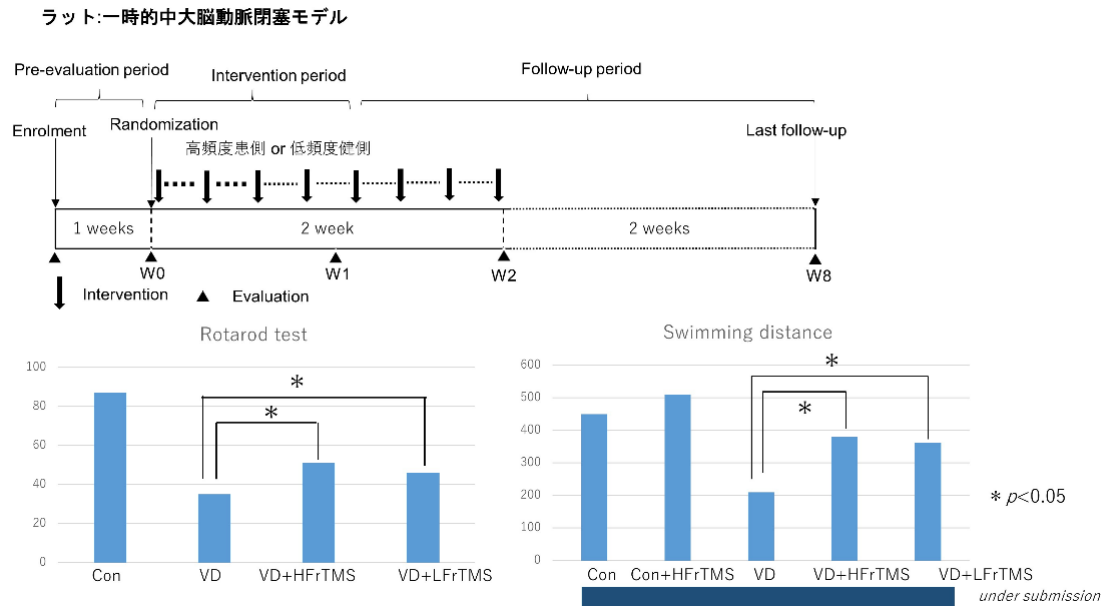 ラット:一時的中大脳動脈閉塞モデル
Pre-evaluation period
Intervention period
Follow-up period
Enrolment
Randomization
Last follow-up
高頻度患側 or 低頻度健側
1 weeks
2 week
2 weeks
W0
W1
W2
W8
Intervention
Evaluation
Rotarod test
100
80
60
40
20
0
Con
VD
VD+HFrTMS
VD+LFrTMS
*
*
Swimming distance
600
500
400
300
200
100
0
Con
Con+HFrTMS
VD
VD+HFrTMS
VD+LFrTMS
*
*
* p<0.05
under submission